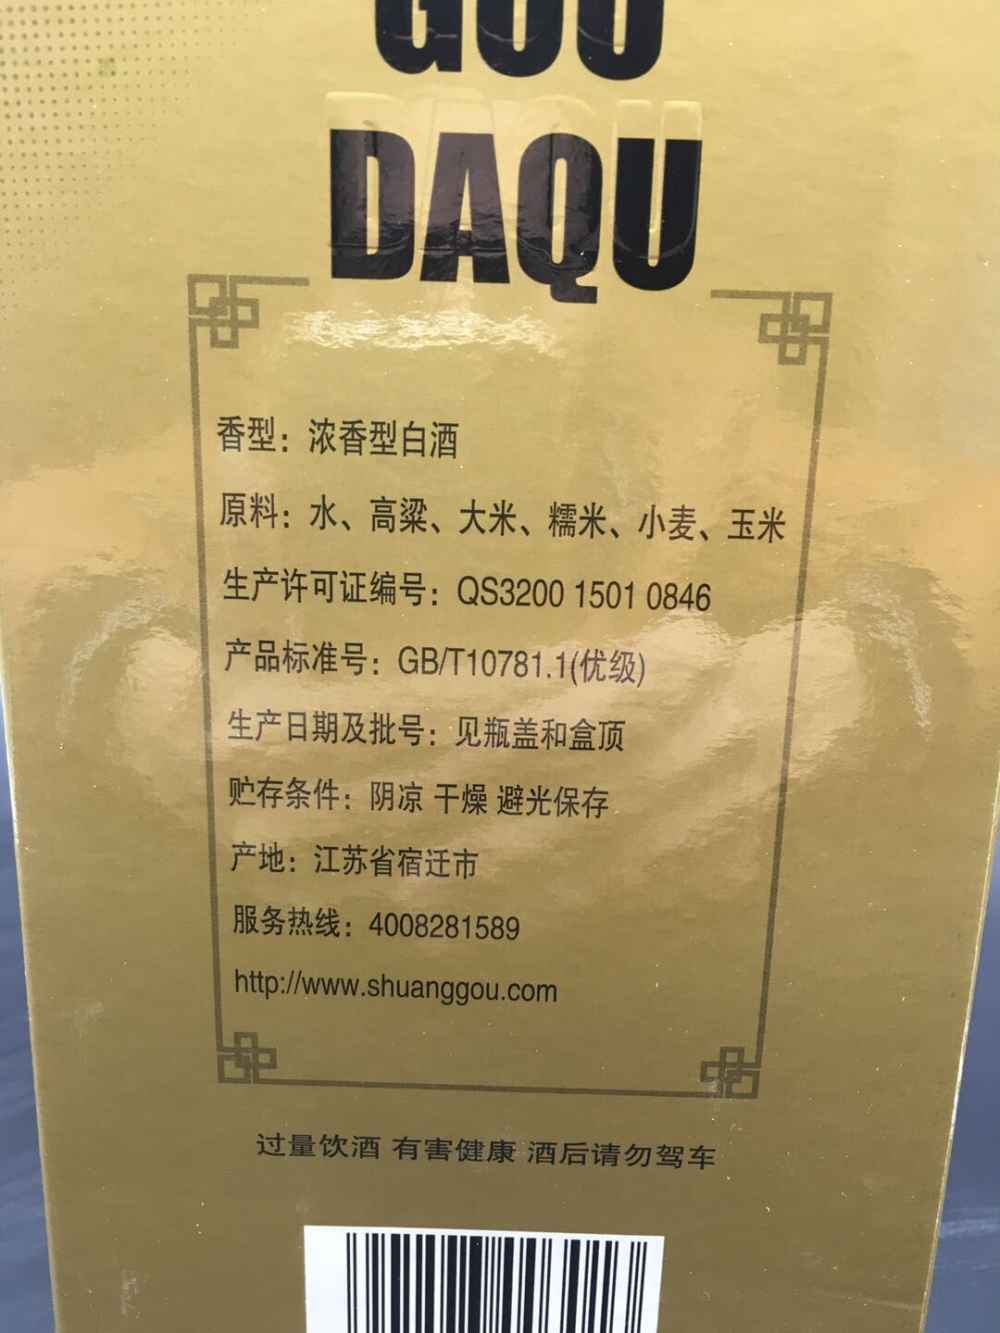 GOU
DAQU
香型：浓香型白酒
原料：水、高粱、大米、糯米、小麦、玉米
生产许可证编号：QS3200 1501 0846
产品标准号：GB/T10781.1(优级)
生产日期及批号：见瓶盖和盒顶
贮存条件：阴凉 干燥 避光保存
产地：江苏省宿迁市
服务热线：4008281589
http://www.shuanggou.com
过量饮酒 有害健康 酒后请勿驾车